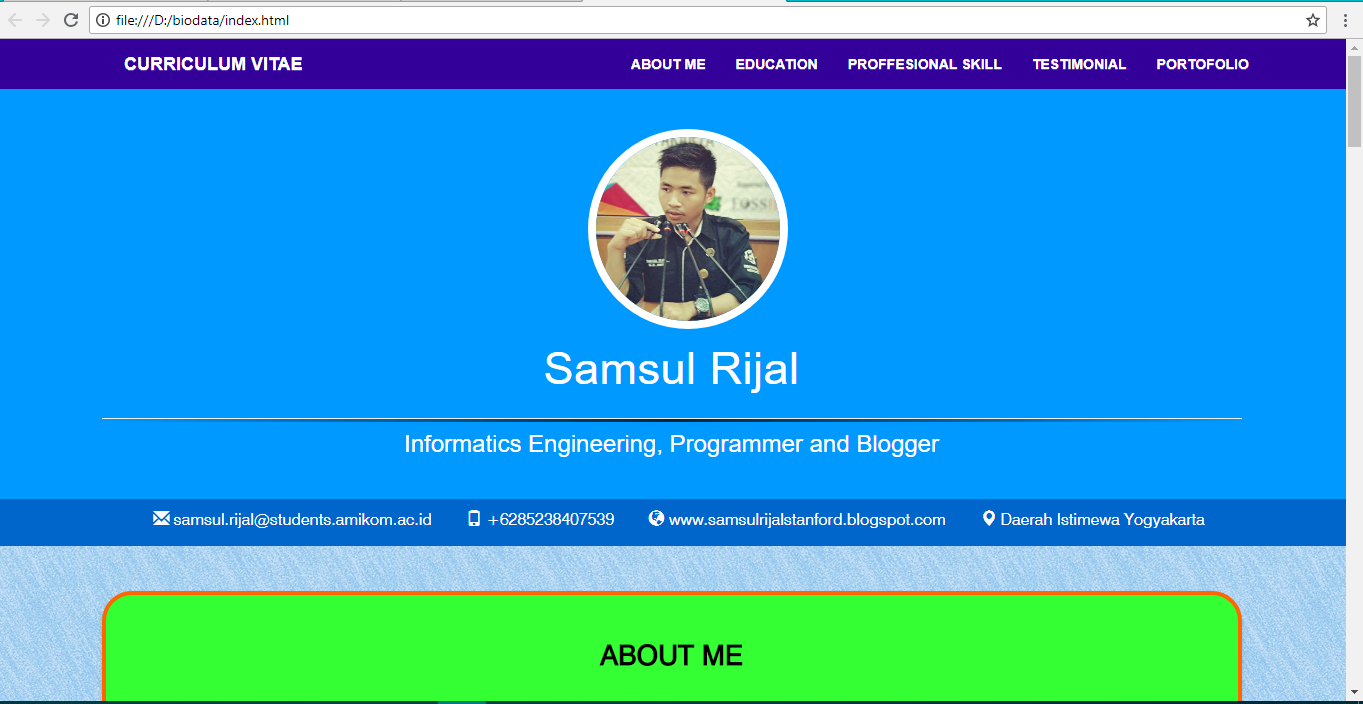 file:///D:/biodata/index.html
CURRICULUM VITAE ABOUT ME EDUCATION PROFFESIONAL SKILL TESTIMONIAL PORTOFOLIO
Samsul Rijal
Informatics Engineering, Programmer and Blogger
samsul.rijal@students.amikom.ac.id +6285238407539 www.samsulrijalstanford.blogspot.com Daerah Istimewa Yogyakarta
ABOUT ME